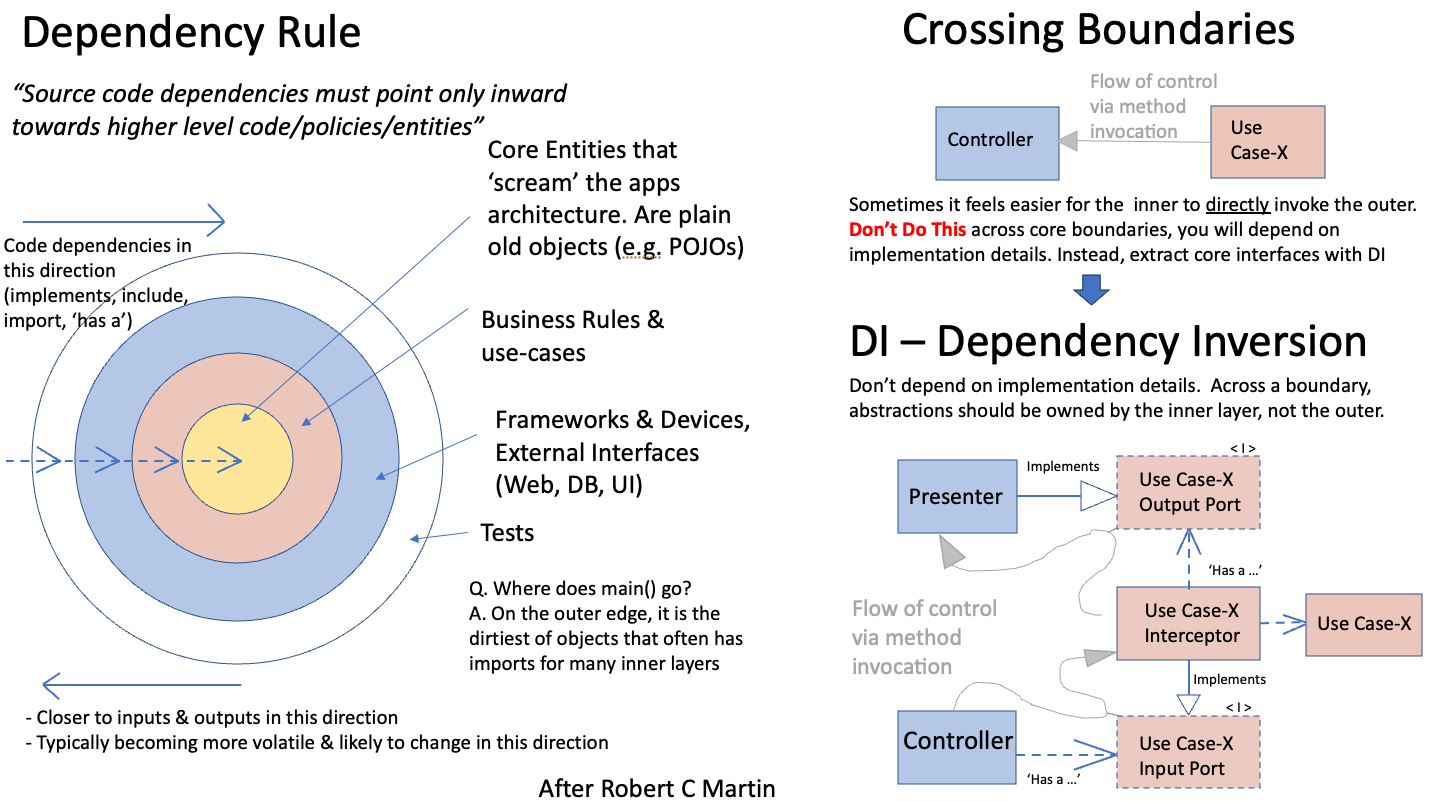 Dependency Rule
“Source code dependencies must point only inward
towards higher level code/policies/entities”
Core Entities that
‘scream’ the apps
architecture. Are plain
old objects (e.g. POJOs)
Code dependencies in
this direction
(implements, include,
import, ‘has a’)
Business Rules &
use-cases
Frameworks & Devices,
External Interfaces
(Web, DB, UI)
Tests
Q. Where does main() go?
A. On the outer edge, it is the
dirtiest of objects that often has
imports for many inner layers
- Closer to inputs & outputs in this direction
- Typically becoming more volatile & likely to change in this direction
After Robert C Martin
Crossing Boundaries
Flow of control
via method
invocation
Controller
Use
Case-X
Sometimes it feels easier for the inner to directly invoke the outer.
Don’t Do This across core boundaries, you will depend on
implementation details. Instead, extract core interfaces with DI
DI – Dependency Inversion
Don’t depend on implementation details. Across a boundary,
abstractions should be owned by the inner layer, not the outer.
< I >
Implements
Presenter
Use Case-X
Output Port
‘Has a ...’
Flow of control
via method
invocation
Use Case-X
Interceptor
Use Case-X
Implements
< I >
Controller
Use Case-X
Input Port
‘Has a ...’